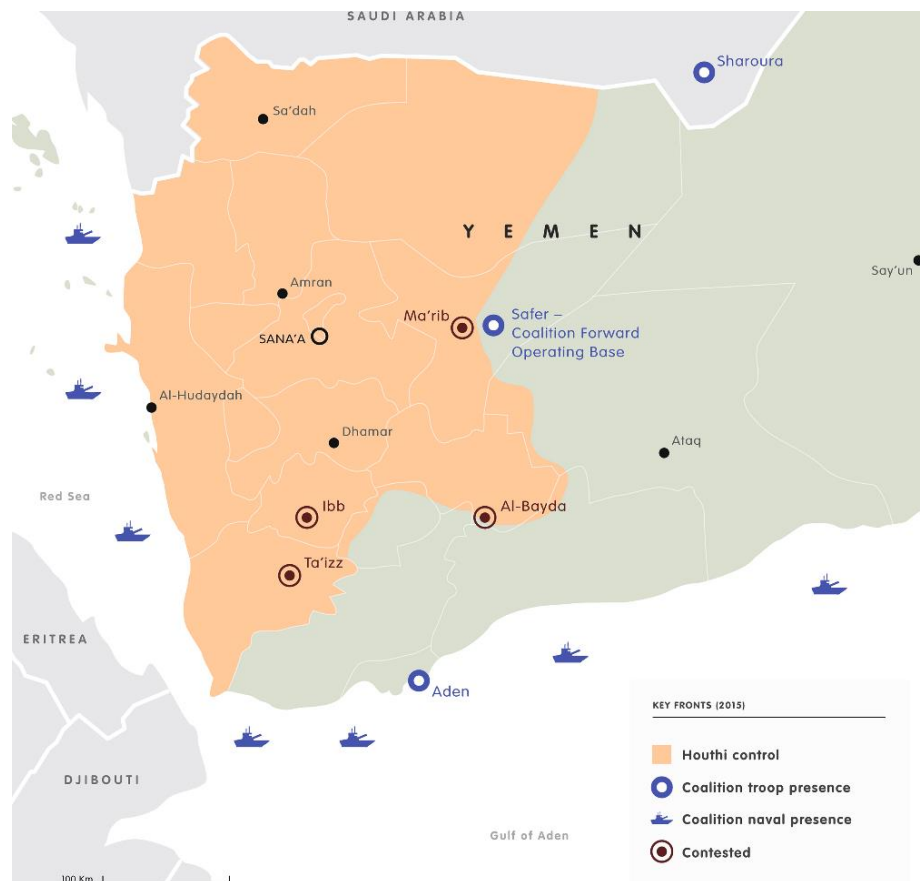 SAUDI ARABIA
Sharoura
Sa'dah
YEMEN
Say'un
Amran
Ma'rib
Safer –
Coalition Forward
Operating Base
SANA'A
Al-Hudaydah
Dhamar
Ataq
Red Sea
Ibb
Al-Bayda
Ta'izz
ERITREA
Aden
KEY FRONTS (2015)
Houthi control
DJIBOUTI
Coalition troop presence
Coalition naval presence
Gulf of Aden
Contested
100 Km